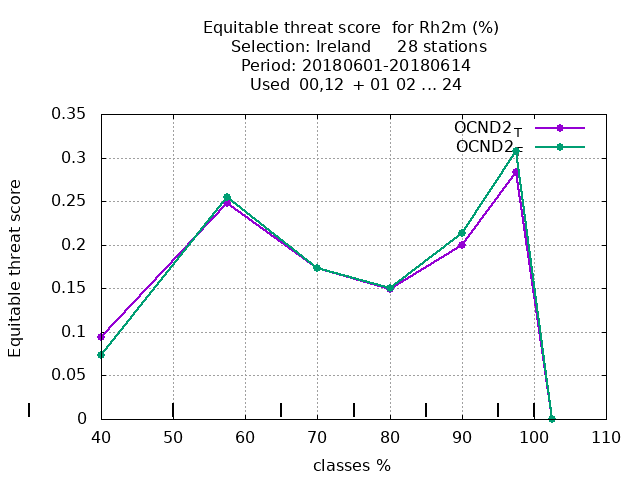 Equitable threat score  for Rh2m (%)
Selection: Ireland     28 stations
Period: 20180601-20180614
Used  00,12  + 01 02 ... 24
OCND2_T
OCND2
Equitable threat score
0.35
0.3
0.25
0.2
0.15
0.1
0.05
0
40 50 60 70 80 90 100 110
classes %